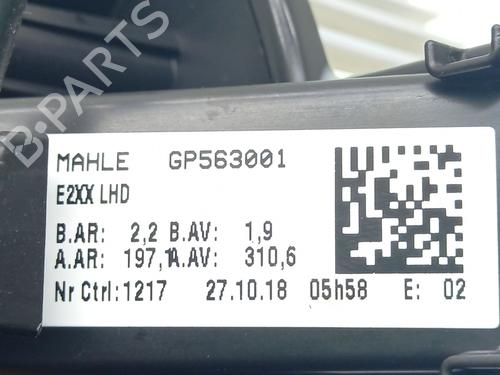 B-PARTS
MAHLE GP563001
E2XX LHD
B.AR: 2,2 B.AV: 1,9
A.AR: 197,1A.AV: 310,6
Nr Ctrl:1217 27.10.18 05h58 E: 02